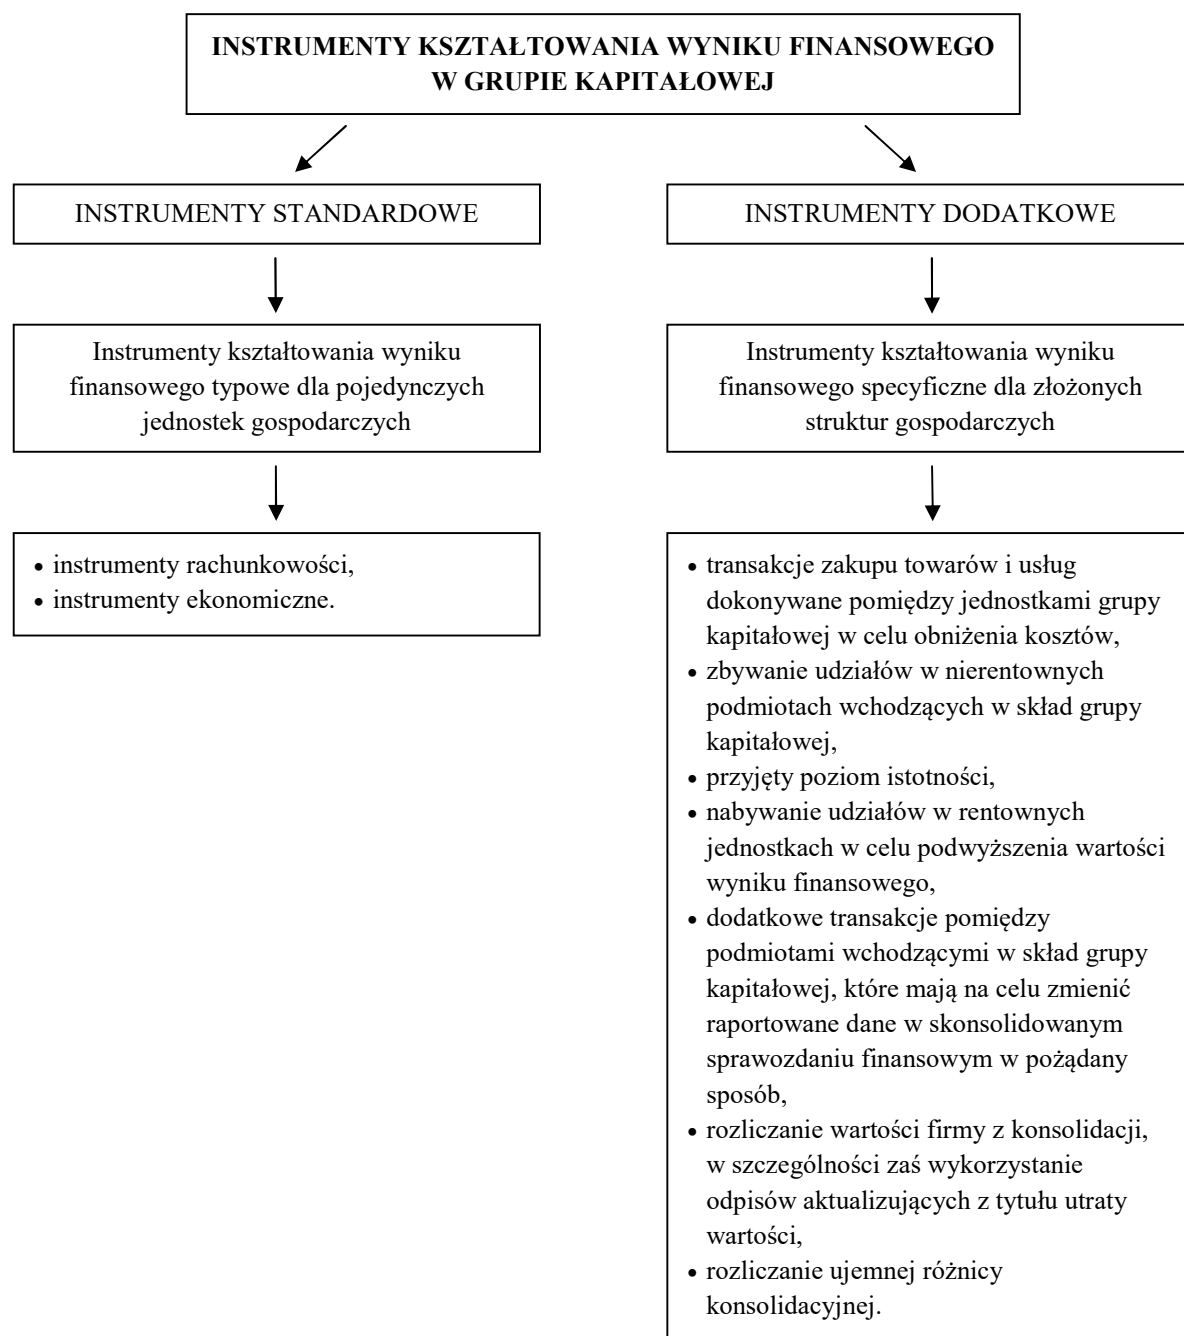 INSTRUMENTY KSZTAŁTOWANIA WYNIKU FINANSOWEGO
W GRUPIE KAPITAŁOWEJ
INSTRUMENTY STANDARDOWE
Instrumenty kształtowania wyniku
finansowego typowe dla pojedynczych
jednostek gospodarczych
• instrumenty rachunkowości,
• instrumenty ekonomiczne.
INSTRUMENTY DODATKOWE
Instrumenty kształtowania wyniku
finansowego specyficzne dla złożonych
struktur gospodarczych
• transakcje zakupu towarów i usług
dokonywane pomiędzy jednostkami grupy
kapitałowej w celu obniżenia kosztów,
• zbywanie udziałów w nierentownych
podmiotach wchodzących w skład grupy
kapitałowej,
• przyjęty poziom istotności,
• nabywanie udziałów w rentownych
jednostkach w celu podwyższenia wartości
wyniku finansowego,
• dodatkowe transakcje pomiędzy
podmiotami wchodzącymi w skład grupy
kapitałowej, które mają na celu zmienić
raportowane dane w skonsolidowanym
sprawozdaniu finansowym w pożądany
sposób,
• rozliczanie wartości firmy z konsolidacji,
w szczególności zaś wykorzystanie
odpisów aktualizujących z tytułu utraty
wartości,
• rozliczanie ujemnej różnicy
konsolidacyjnej.